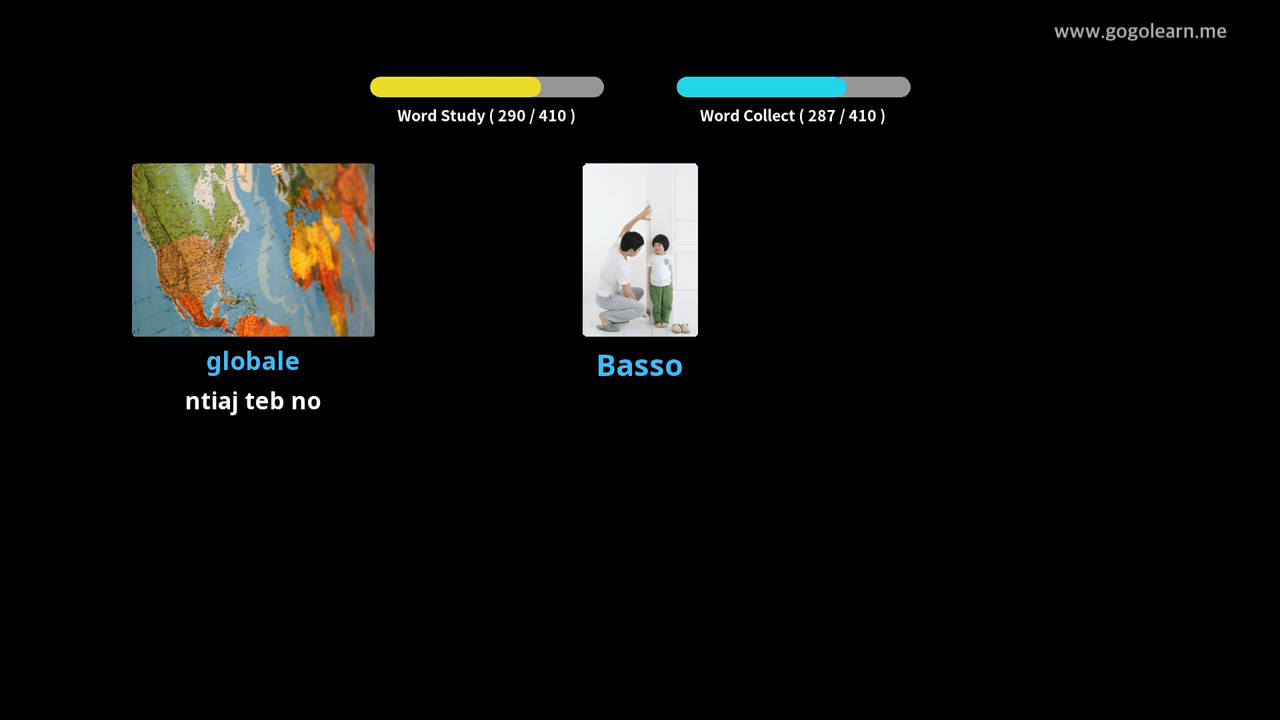 www.gogolearn.me
Word Study ( 290 / 410 )
Word Collect ( 287 / 410 )
globale
ntiaj teb no
Basso